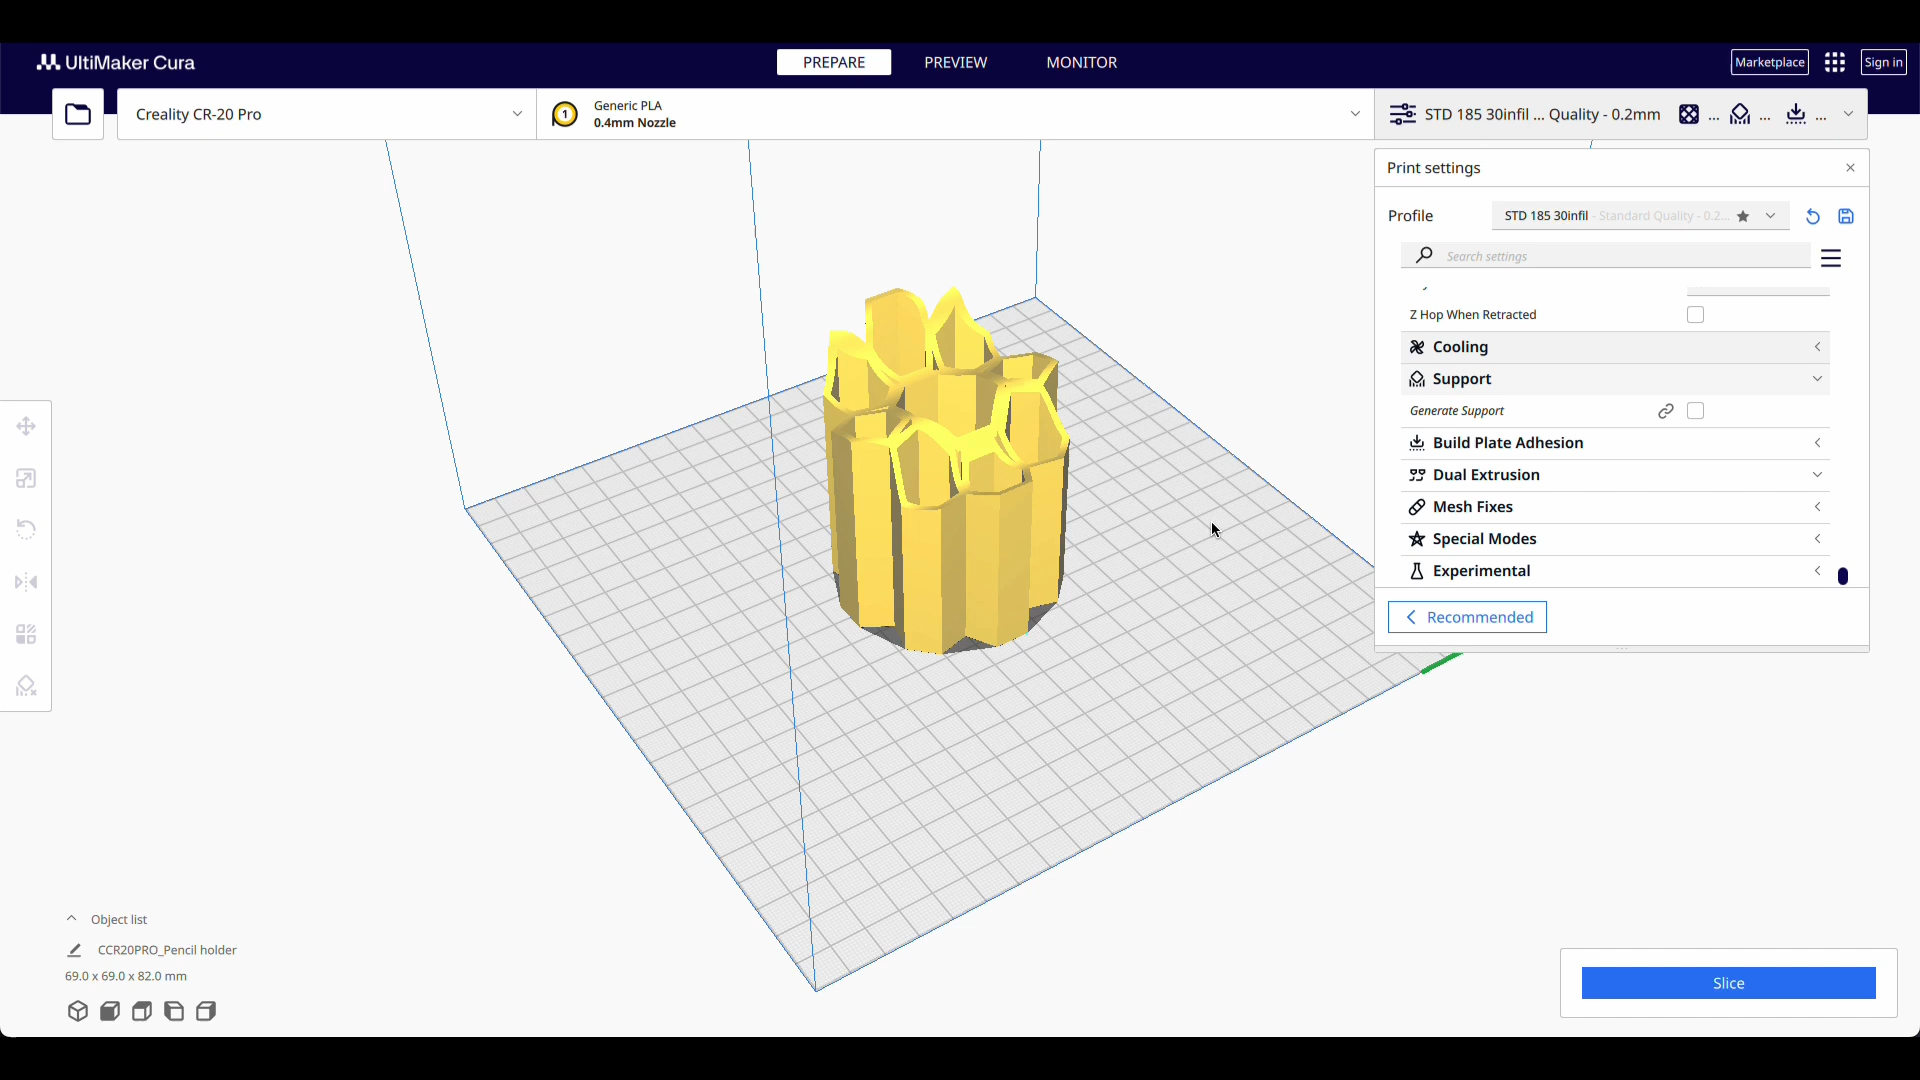 UltiMaker Cura
PREPARE
PREVIEW
MONITOR
Marketplace
Sign in
Creality CR-20 Pro
1
Generic PLA
0.4mm Nozzle
STD 185 30infil ... Quality - 0.2mm
...
...
...
Print settings
Profile
STD 185 30infil - Standard Quality - 0.2...
Search settings
Z Hop When Retracted
Cooling
Support
Generate Support
Build Plate Adhesion
Dual Extrusion
Mesh Fixes
Special Modes
Experimental
Recommended
Object list
CCR20PRO_Pencil holder
69.0 x 69.0 x 82.0 mm
Slice